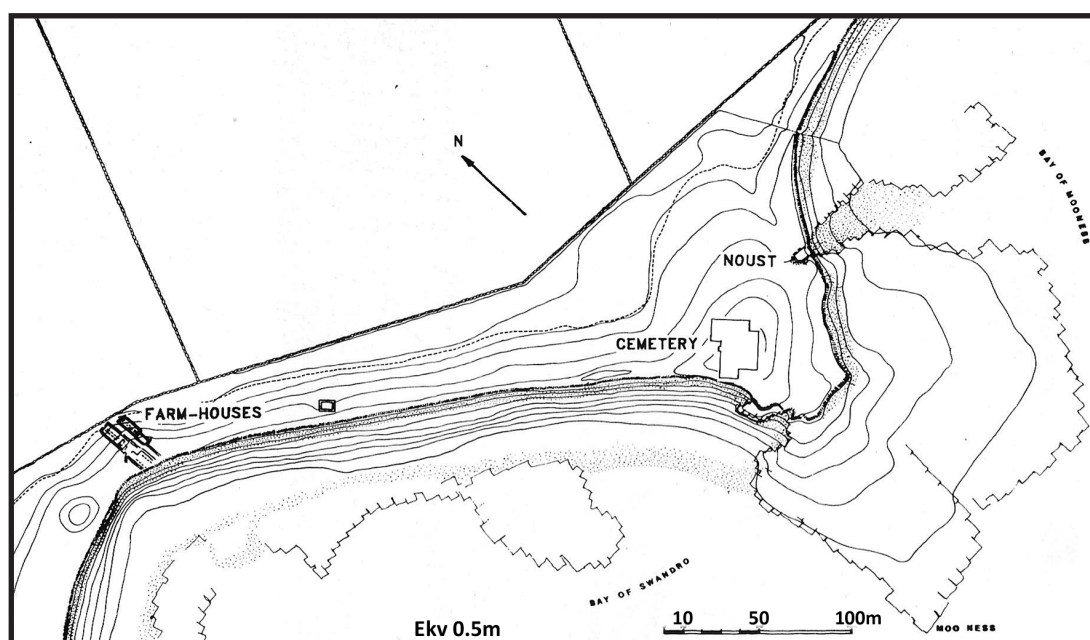 N
BAY OF MOONESS
NOUST
CEMETERY
FARM-HOUSES
BAY OF SWANDRO
Ekv 0.5m
10 50 100m
MOO NESS